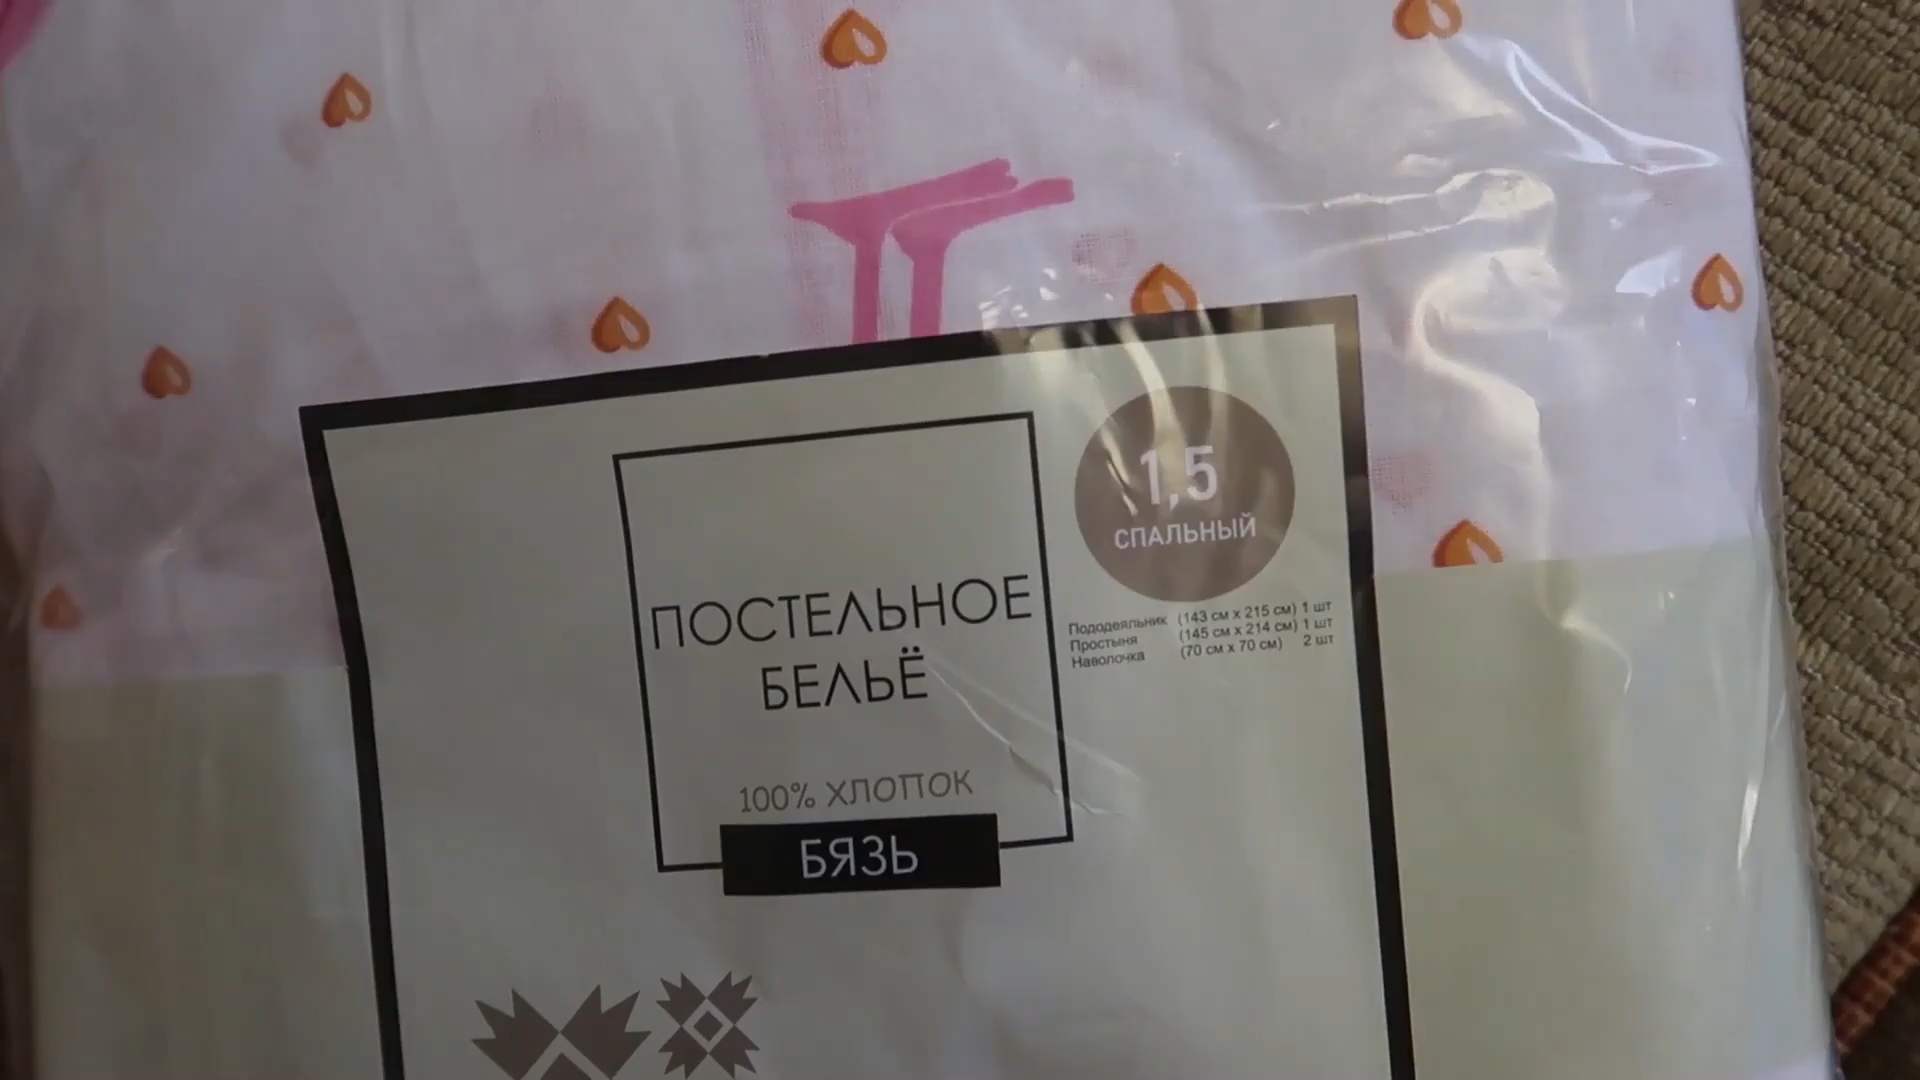 1,5
СПАЛЬНЫЙ
Пододеяльник (143 см х 215 см) 1 шт
Простыня (145 см х 214 см) 1 шт
Наволочка (70 см х 70 см) 2 шт
ПОСТЕЛЬНОЕ
БЕЛЬЁ
100% ХЛОПОК
БЯЗЬ